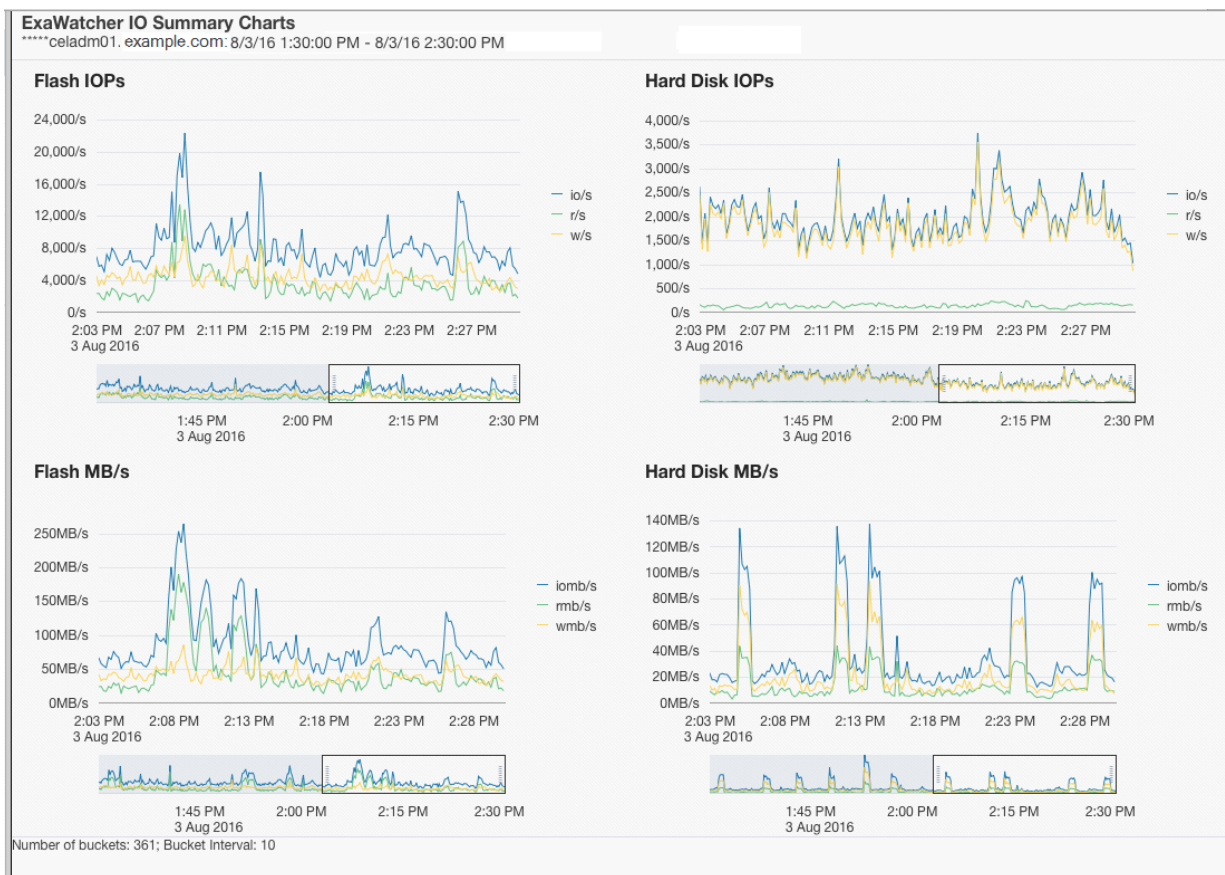 ExaWatcher IO Summary Charts
*****celadm01. example.com: 8/3/16 1:30:00 PM - 8/3/16 2:30:00 PM
Flash IOPs
24,000/s
20,000/s
16,000/s
12,000/s
8,000/s
4,000/s
0/s
io/s
r/s
w/s
2:03 PM 2:07 PM 2:11 PM 2:15 PM 2:19 PM 2:23 PM 2:27 PM
3 Aug 2016
1:45 PM 2:00 PM 2:15 PM 2:30 PM
3 Aug 2016
Hard Disk IOPs
4,000/s
3,500/s
3,000/s
2,500/s
2,000/s
1,500/s
1,000/s
500/s
0/s
io/s
r/s
w/s
2:03 PM 2:07 PM 2:11 PM 2:15 PM 2:19 PM 2:23 PM 2:27 PM
3 Aug 2016
1:45 PM 2:00 PM 2:15 PM 2:30 PM
3 Aug 2016
Flash MB/s
250MB/s
200MB/s
150MB/s
100MB/s
50MB/s
0MB/s
iomb/s
rmb/s
wmb/s
2:03 PM 2:08 PM 2:13 PM 2:18 PM 2:23 PM 2:28 PM
3 Aug 2016
1:45 PM 2:00 PM 2:15 PM 2:30 PM
3 Aug 2016
Hard Disk MB/s
140MB/s
120MB/s
100MB/s
80MB/s
60MB/s
40MB/s
20MB/s
0MB/s
iomb/s
rmb/s
wmb/s
2:03 PM 2:08 PM 2:13 PM 2:18 PM 2:23 PM 2:28 PM
3 Aug 2016
1:45 PM 2:00 PM 2:15 PM 2:30 PM
3 Aug 2016
Number of buckets: 361; Bucket Interval: 10